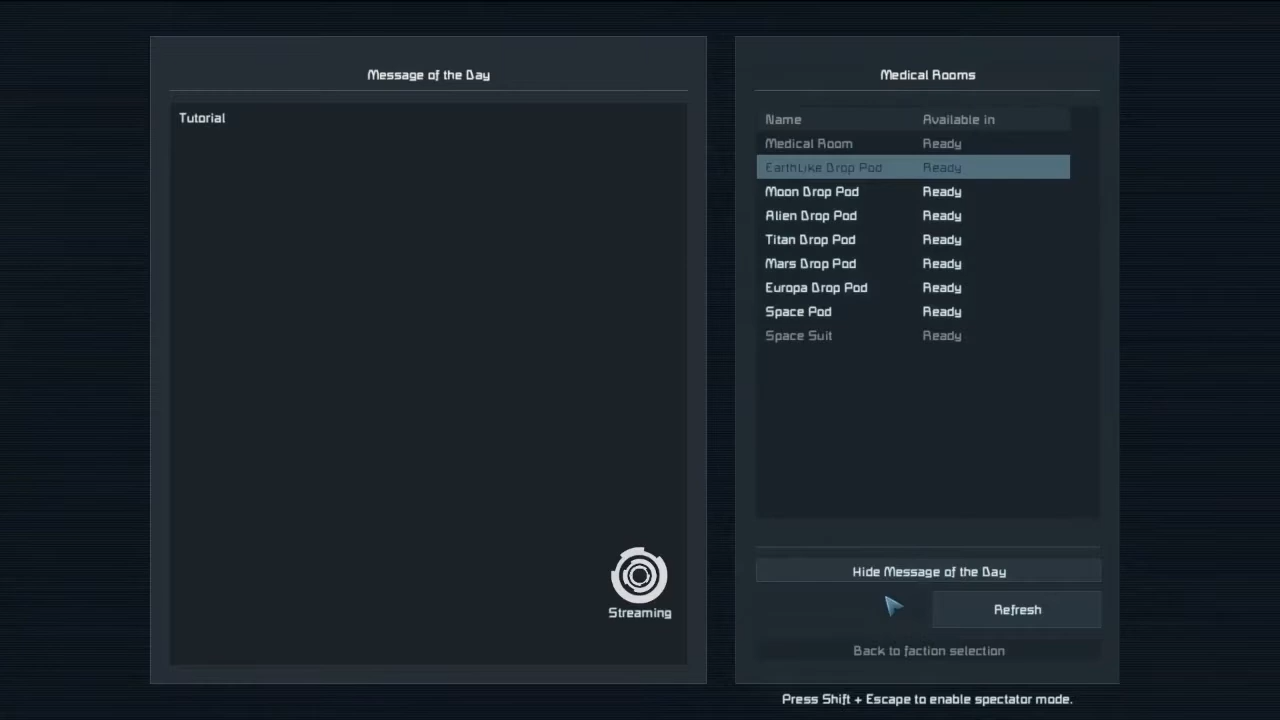 Message of the Day
Tutorial
Streaming
Medical Rooms
Name Available in
Medical Room Ready
EarthLike Drop Pod Ready
Moon Drop Pod Ready
Alien Drop Pod Ready
Titan Drop Pod Ready
Mars Drop Pod Ready
Europa Drop Pod Ready
Space Pod Ready
Space Suit Ready
Hide Message of the Day
Refresh
Back to faction selection
Press Shift + Escape to enable spectator mode.